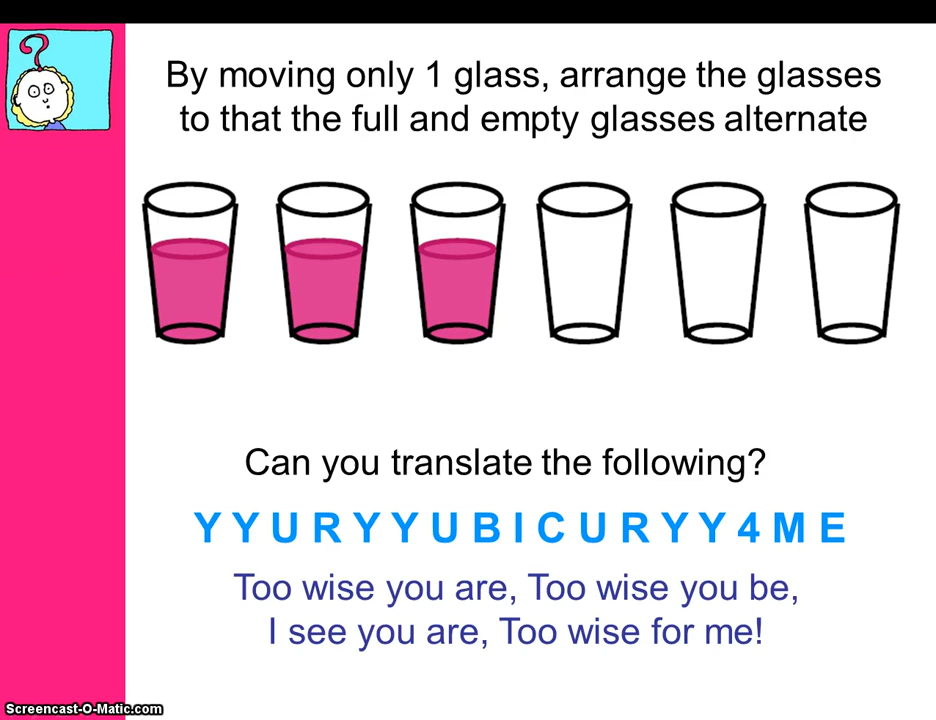 By moving only 1 glass, arrange the glasses
to that the full and empty glasses alternate
Can you translate the following?
Y Y U R Y Y U B I C U R Y Y 4 M E
Too wise you are, Too wise you be,
I see you are, Too wise for me!
Screencast-O-Matic.com